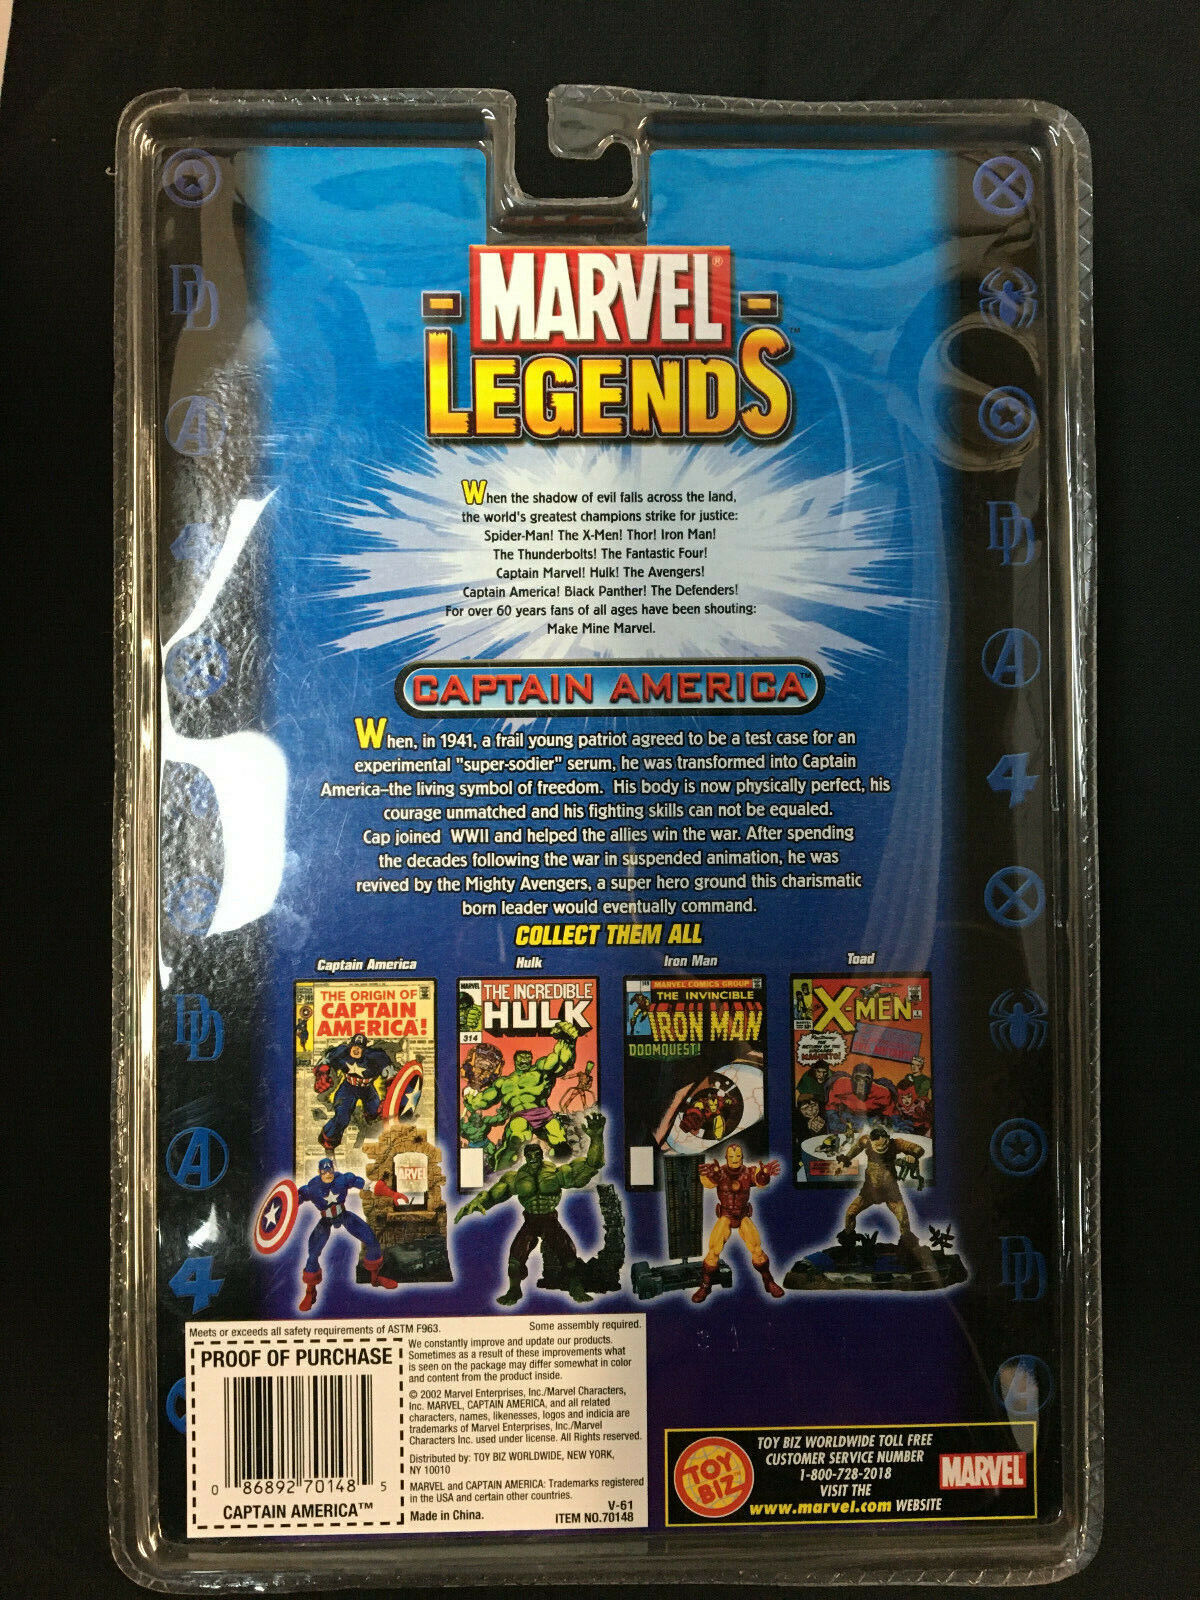 MARVEL®
LEGENDS™
When the shadow of evil falls across the land,
the world's greatest champions strike for justice:
Spider-Man! The X-Men! Thor! Iron Man!
The Thunderbolts! The Fantastic Four!
Captain Marvel! Hulk! The Avengers!
Captain America! Black Panther! The Defenders!
For over 60 years fans of all ages have been shouting:
Make Mine Marvel.
CAPTAIN AMERICA™
When, in 1941, a frail young patriot agreed to be a test case for an
experimental "super-sodier" serum, he was transformed into Captain
America–the living symbol of freedom. His body is now physically perfect, his
courage unmatched and his fighting skills can not be equaled.
Cap joined WWII and helped the allies win the war. After spending
the decades following the war in suspended animation, he was
revived by the Mighty Avengers, a super hero ground this charismatic
born leader would eventually command.
COLLECT THEM ALL
Captain America
Hulk
Iron Man
Toad
THE ORIGIN OF
CAPTAIN
AMERICA!
MARVEL
THE INCREDIBLE
HULK
314
MARVEL COMICS GROUP
THE INVINCIBLE
IRON MAN
DOOMQUEST!
X-MEN
MAGNETO!
MARVEL
Meets or exceeds all safety requirements of ASTM F963.
Some assembly required.
PROOF OF PURCHASE
0 86892 70148 5
CAPTAIN AMERICA™
We constantly improve and update our products.
Sometimes as a result of these improvements what
is seen on the package may differ somewhat in color
and content from the product inside.
© 2002 Marvel Enterprises, Inc./Marvel Characters,
Inc. MARVEL, CAPTAIN AMERICA, and all related
characters, names, likenesses, logos and indicia are
trademarks of Marvel Enterprises, Inc./Marvel
Characters Inc. used under license. All Rights reserved.
Distributed by: TOY BIZ WORLDWIDE, NEW YORK,
NY 10010
MARVEL and CAPTAIN AMERICA: Trademarks registered
in the USA and certain other countries.
V-61
Made in China.
ITEM NO.70148
TOY
BIZ
TOY BIZ WORLDWIDE TOLL FREE
CUSTOMER SERVICE NUMBER
1-800-728-2018
VISIT THE
www.marvel.com WEBSITE
MARVEL